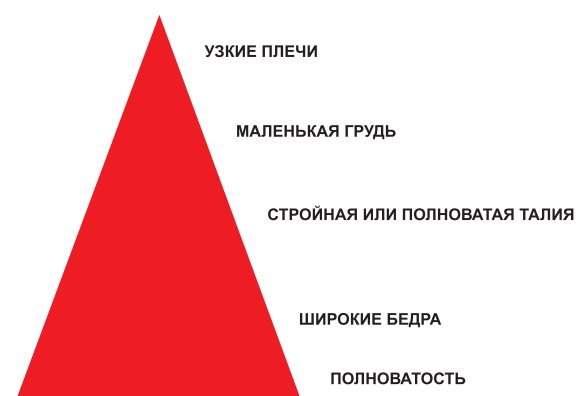 УЗКИЕ ПЛЕЧИ
МАЛЕНЬКАЯ ГРУДЬ
СТРОЙНАЯ ИЛИ ПОЛНОВАТАЯ ТАЛИЯ
ШИРОКИЕ БЕДРА
ПОЛНОВАТОСТЬ